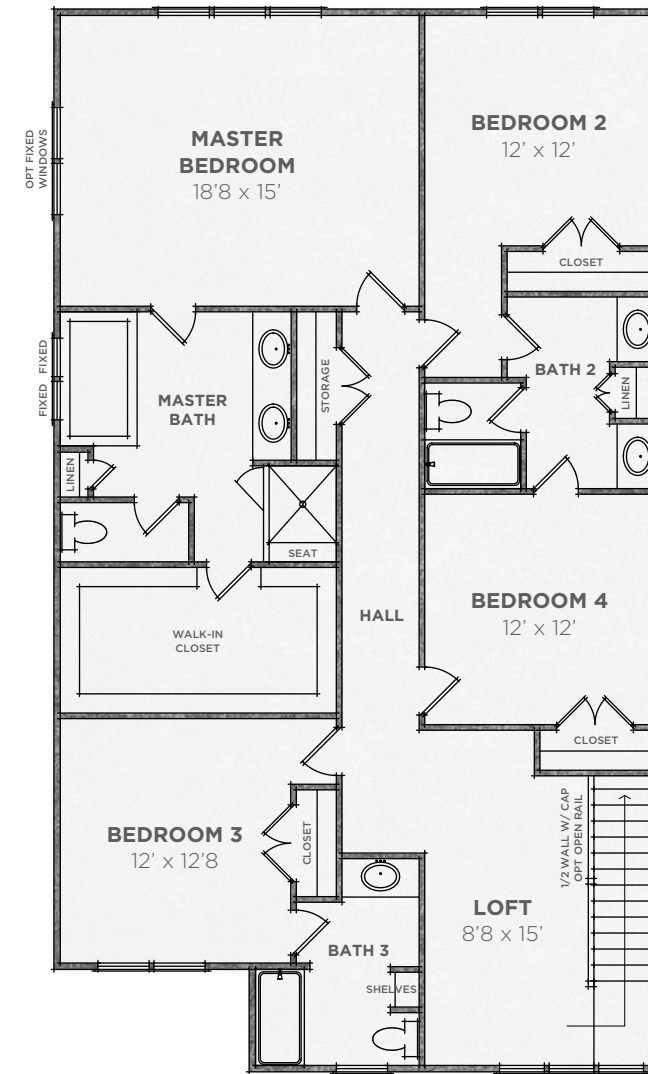 MASTER
BEDROOM
18'8 x 15'
BEDROOM 2
12' x 12'
OPT FIXED
WINDOWS
CLOSET
FIXED
FIXED
MASTER
BATH
STORAGE
BATH 2
LINEN
LINEN
SEAT
HALL
BEDROOM 4
12' x 12'
WALK-IN
CLOSET
CLOSET
BEDROOM 3
12' x 12'8
CLOSET
1/2 WALL W/ CAP
OPT OPEN RAIL
LOFT
8'8 x 15'
BATH 3
SHELVES